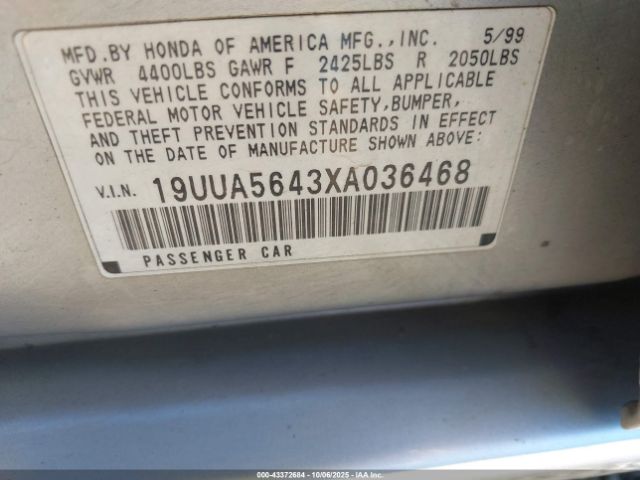 MFD.BY HONDA OF AMERICA MFG.,INC. 5/99
GVWR 4400LBS GAWR F 2425LBS R 2050LBS
THIS VEHICLE CONFORMS TO ALL APPLICABLE
FEDERAL MOTOR VEHICLE SAFETY,BUMPER,
AND THEFT PREVENTION STANDARDS IN EFFECT
ON THE DATE OF MANUFACTURE SHOWN ABOVE:
V.I.N. 19UUA5643XA036468
PASSENGER CAR
000-43372684 | 10/06/2025 | IAA Inc.